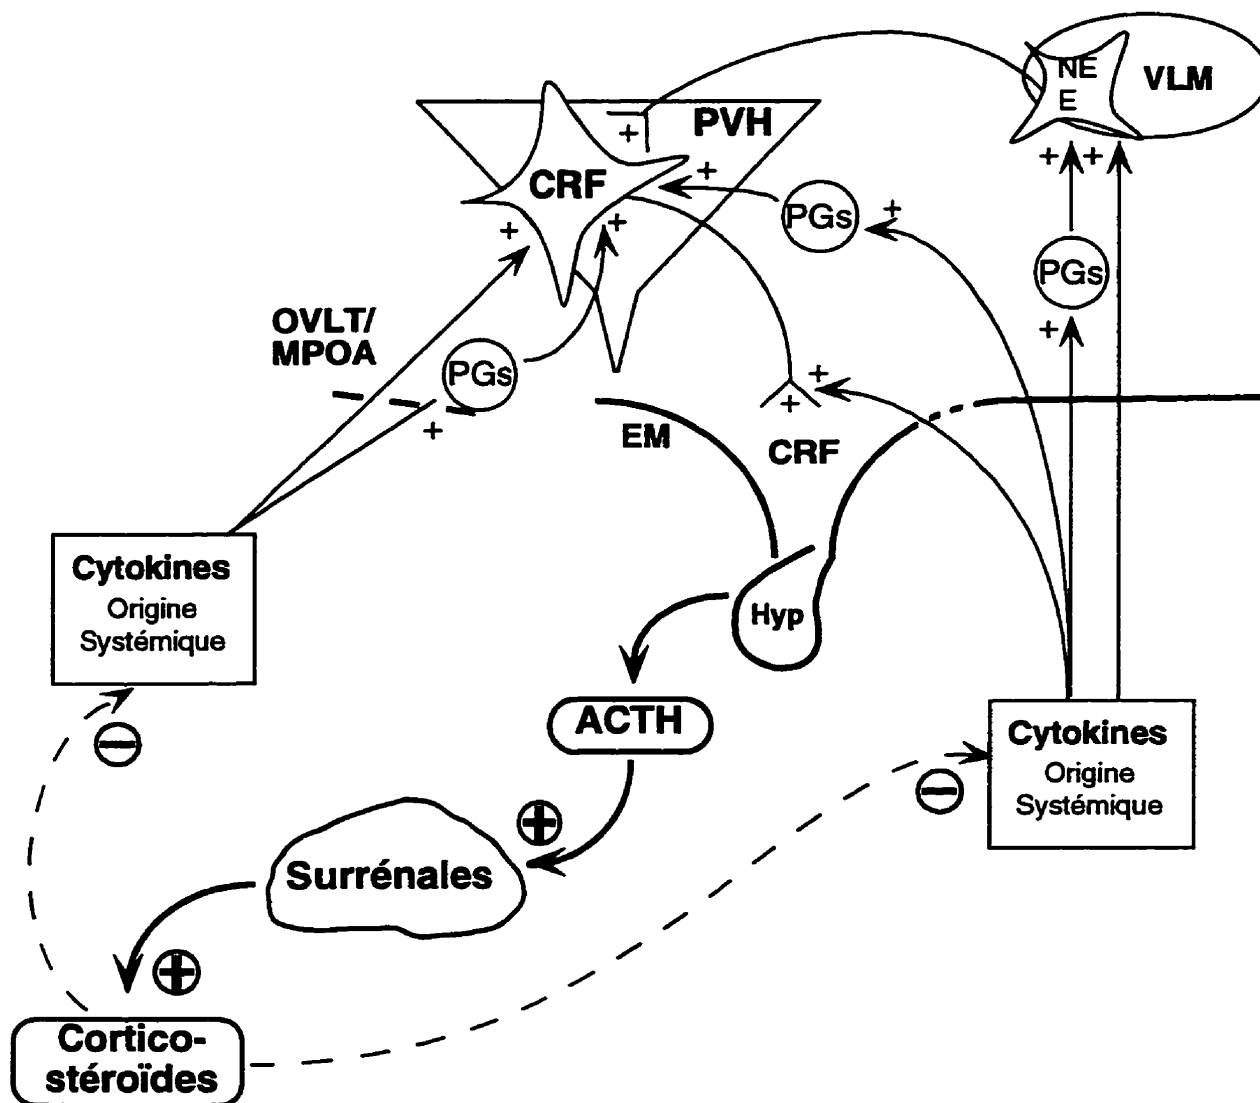 NE
E
VLM
+
PVH
CRF
+
+
+
PGs
+
+
+
PGs
+
OVLT/
MPOA
PGs
+
+
+
EM
CRF
Cytokines
Origine
Systémique
Hyp
−
ACTH
Cytokines
Origine
Systémique
−
+
Surrénales
+
Cortico-
stéroïdes